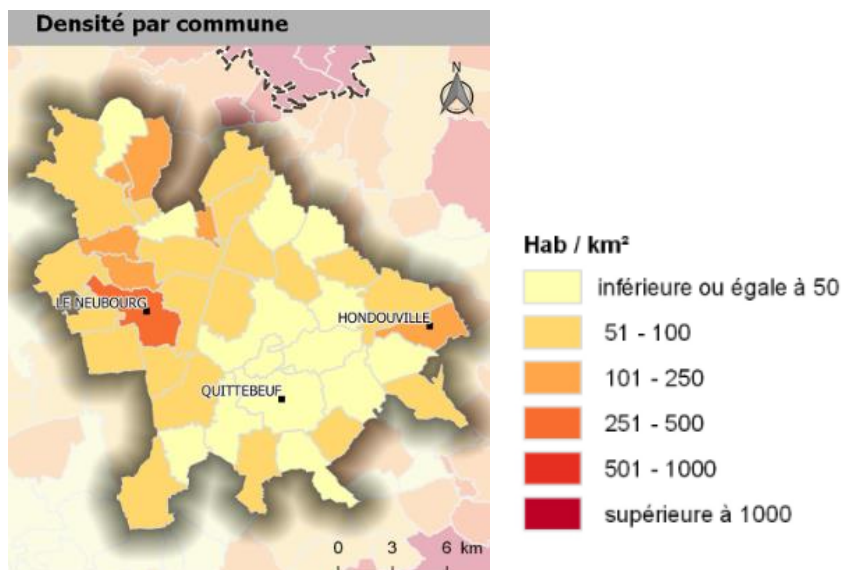 Densité par commune
N
LE NEUBOURG
HONDOUVILLE
QUITTEBEUF
0 3 6 km
Hab / km²
inférieure ou égale à 50
51 - 100
101 - 250
251 - 500
501 - 1000
supérieure à 1000